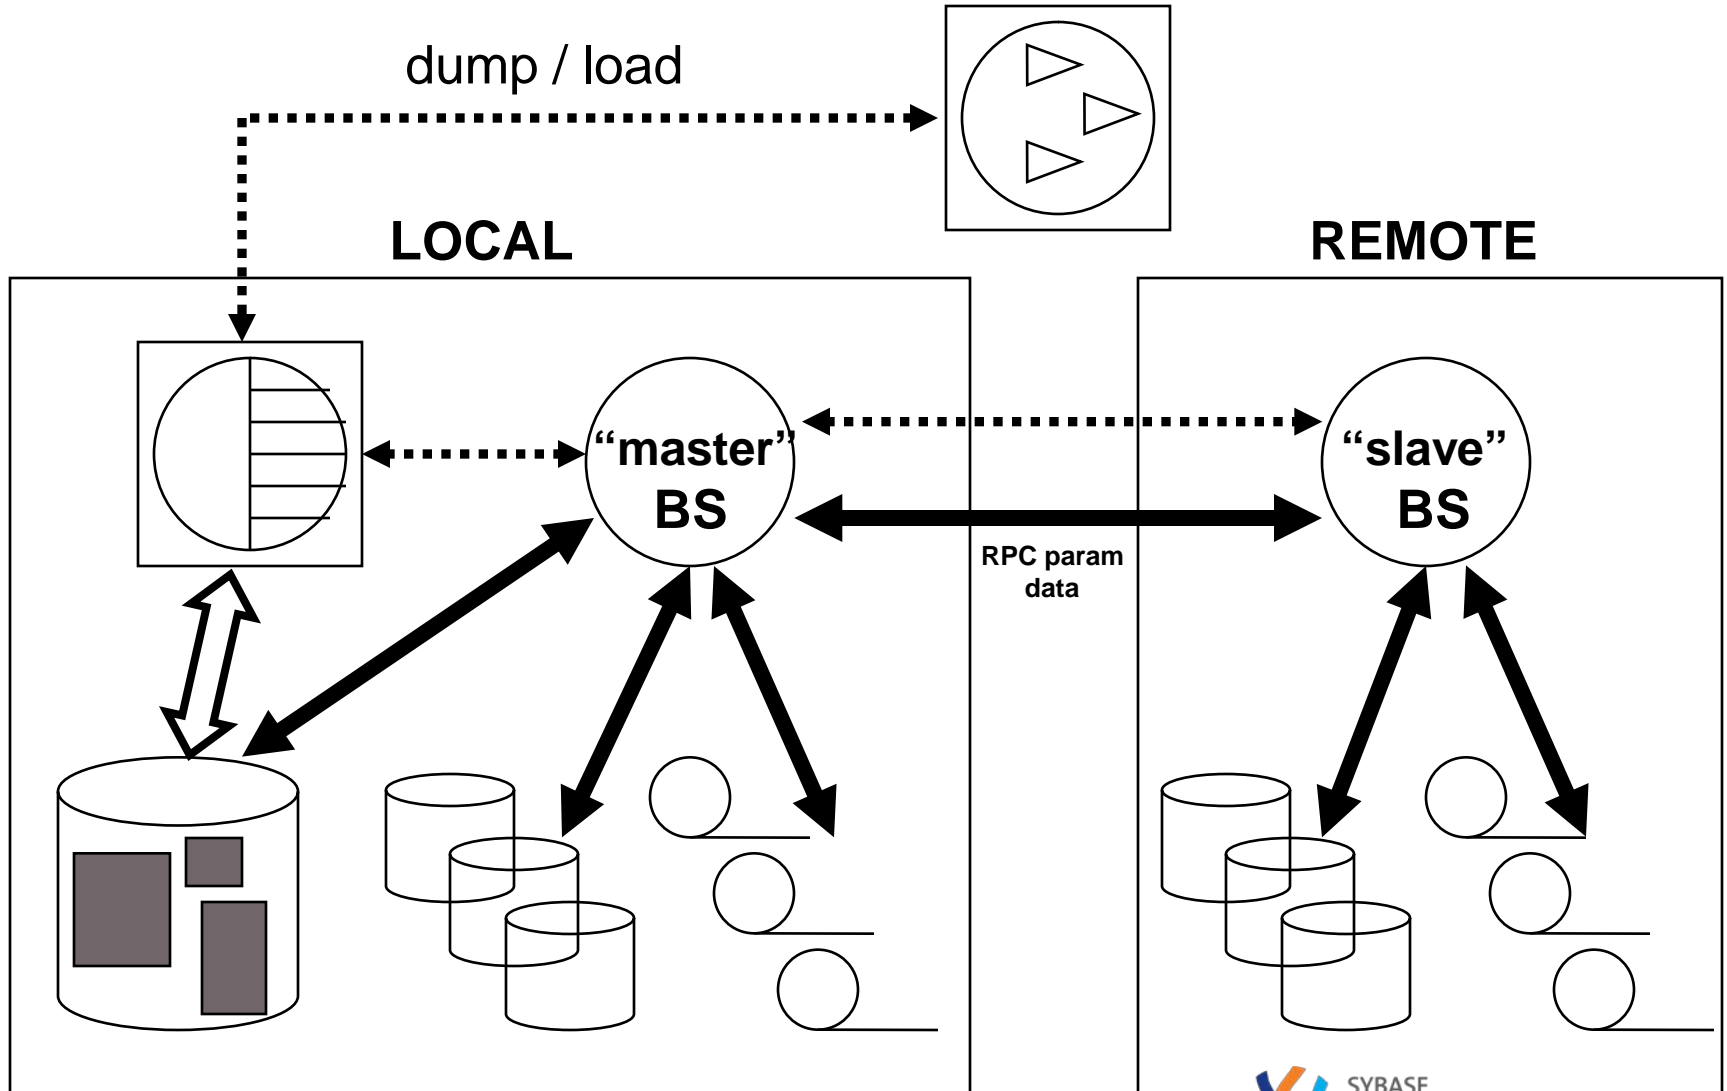 dump / load
LOCAL
REMOTE
“master”
BS
“slave”
BS
RPC param
data
SYBASE